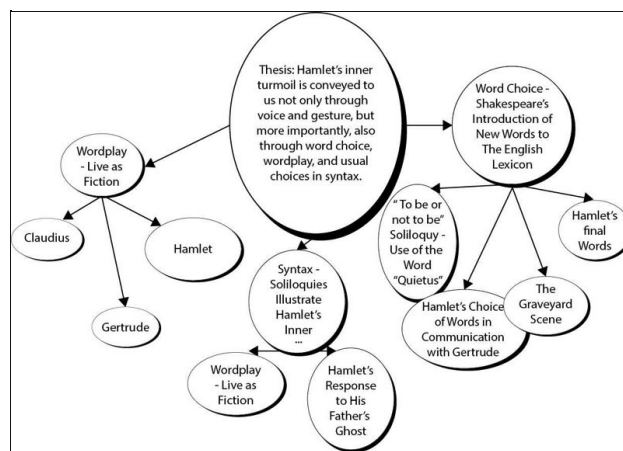 Thesis: Hamlet's inner
turmoil is conveyed to
us not only through
voice and gesture, but
more importantly, also
through word choice,
wordplay, and usual
choices in syntax.
Wordplay
- Live as
Fiction
Claudius
Gertrude
Hamlet
Syntax -
Soliloquies
Illustrate
Hamlet's
Inner
...
Wordplay
- Live as
Fiction
Hamlet's
Response
to His
Father's
Ghost
Word Choice -
Shakespeare's
Introduction of
New Words to
The English
Lexicon
"To be or
not to be"
Soliloquy -
Use of the
Word
"Quietus"
Hamlet's Choice
of Words in
Communication
with Gertrude
The
Graveyard
Scene
Hamlet's
final
Words